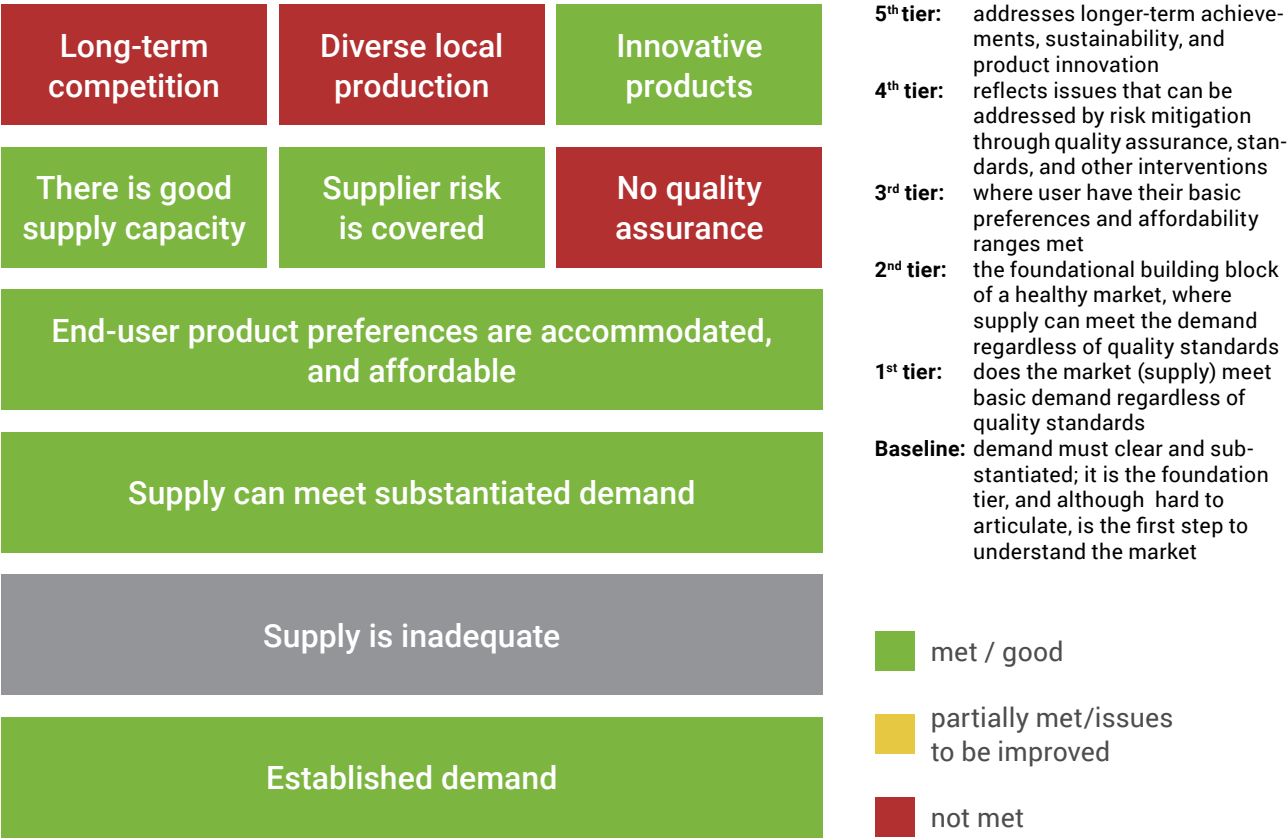 Long-term
competition
Diverse local
production
Innovative
products
There is good
supply capacity
Supplier risk
is covered
No quality
assurance
End-user product preferences are accommodated,
and affordable
Supply can meet substantiated demand
Supply is inadequate
Established demand
5th tier: addresses longer-term achieve-
ments, sustainability, and
product innovation
4th tier: reflects issues that can be
addressed by risk mitigation
through quality assurance, stan-
dards, and other interventions
3rd tier: where user have their basic
preferences and affordability
ranges met
2nd tier: the foundational building block
of a healthy market, where
supply can meet the demand
regardless of quality standards
1st tier: does the market (supply) meet
basic demand regardless of
quality standards
Baseline: demand must clear and sub-
stantiated; it is the foundation
tier, and although hard to
articulate, is the first step to
understand the market
met / good
partially met/issues
to be improved
not met